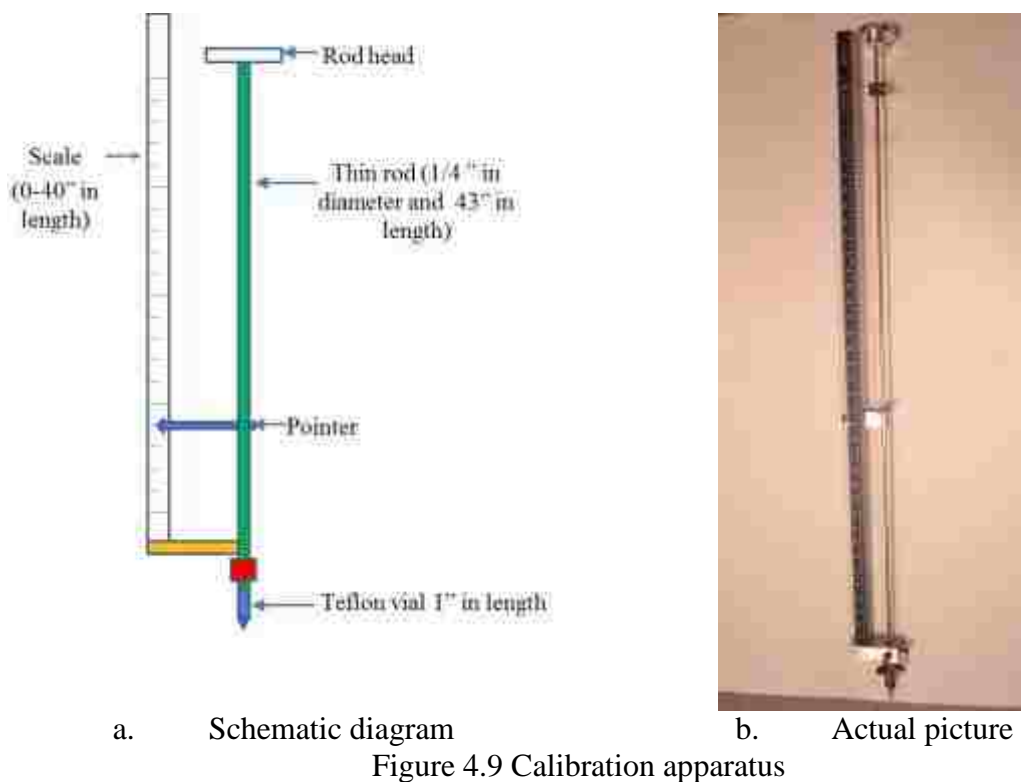 Rod head
Scale
(0-40" in
length)
Thin rod (1/4 " in
diameter and 43" in
length)
Pointer
Teflon vial 1" in length
a. Schematic diagram
b. Actual picture
Figure 4.9 Calibration apparatus